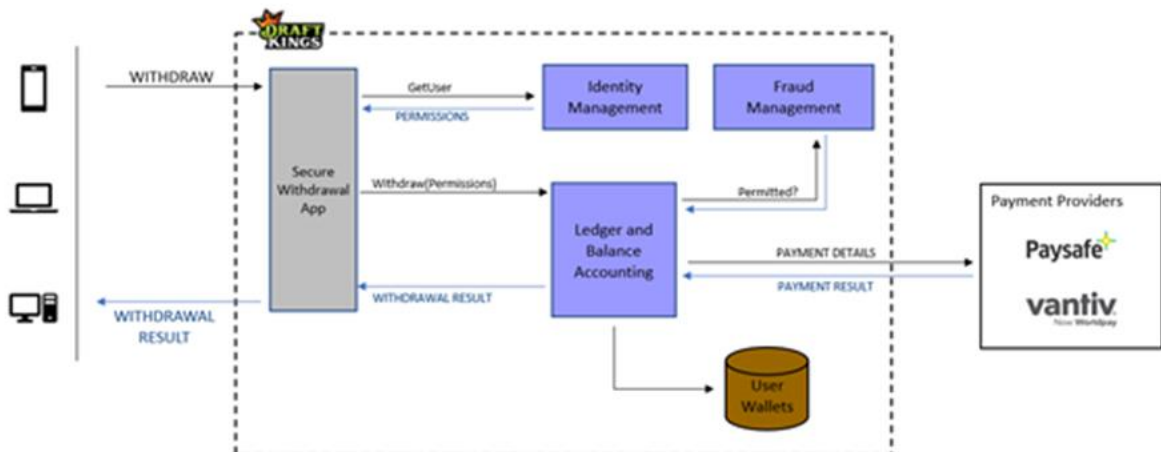 DRAFT
KINGS
WITHDRAW
GetUser
PERMISSIONS
Identity
Management
Fraud
Management
Secure
Withdrawal
App
Withdraw(Permissions)
Permitted?
Ledger and
Balance
Accounting
Payment Providers
Paysafe
PAYMENT DETAILS
PAYMENT RESULT
WITHDRAWAL RESULT
vantiv
Now Worldpay
WITHDRAWAL
RESULT
User
Wallets